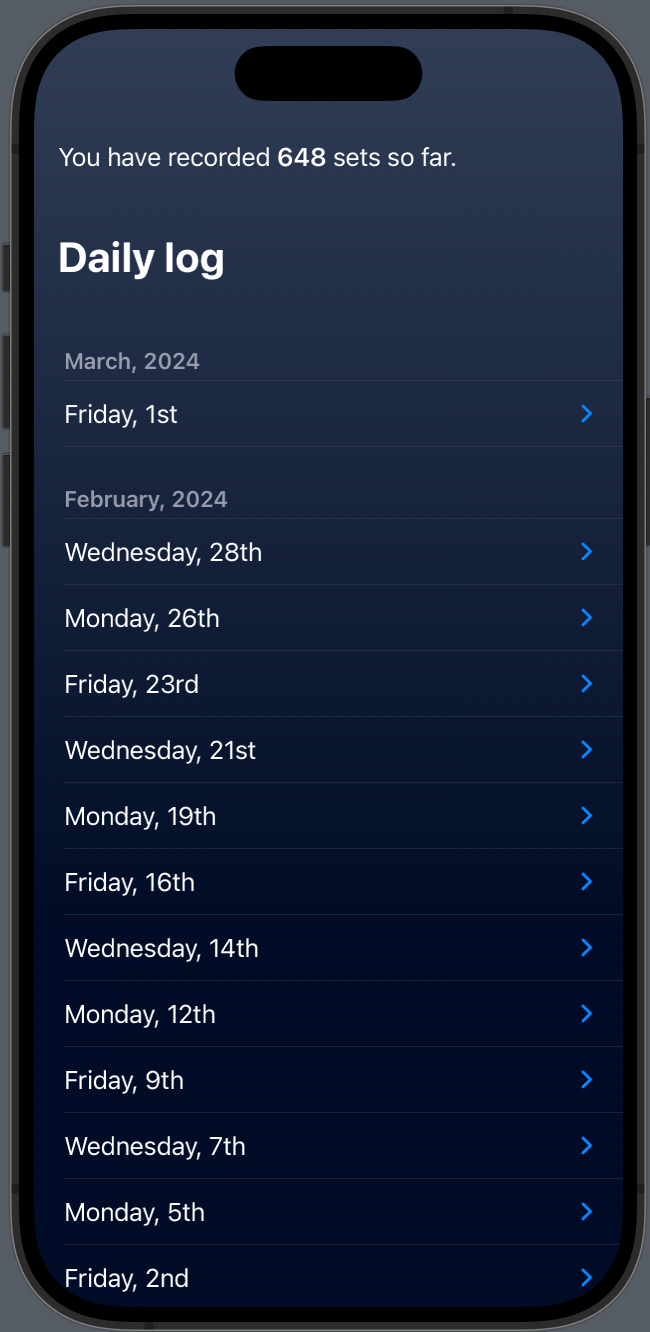 You have recorded 648 sets so far.
Daily log
March, 2024
Friday, 1st
February, 2024
Wednesday, 28th
Monday, 26th
Friday, 23rd
Wednesday, 21st
Monday, 19th
Friday, 16th
Wednesday, 14th
Monday, 12th
Friday, 9th
Wednesday, 7th
Monday, 5th
Friday, 2nd